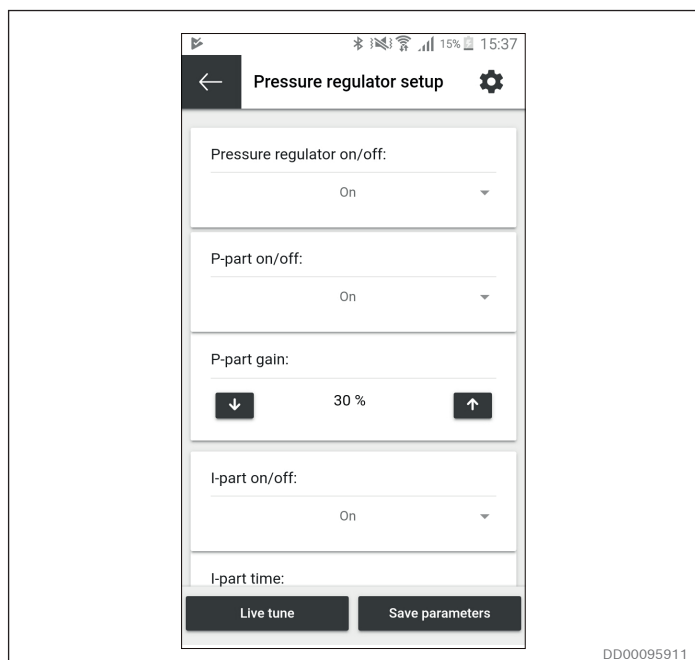 15% 15:37
Pressure regulator setup
Pressure regulator on/off:
On
P-part on/off:
On
P-part gain:
30 %
I-part on/off:
On
I-part time:
Live tune Save parameters
DD00095911